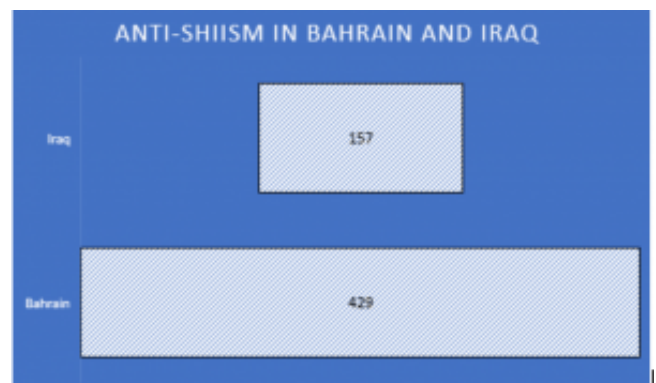 ANTI-SHIISM IN BAHRAIN AND IRAQ
Iraq
157
Bahrain
429